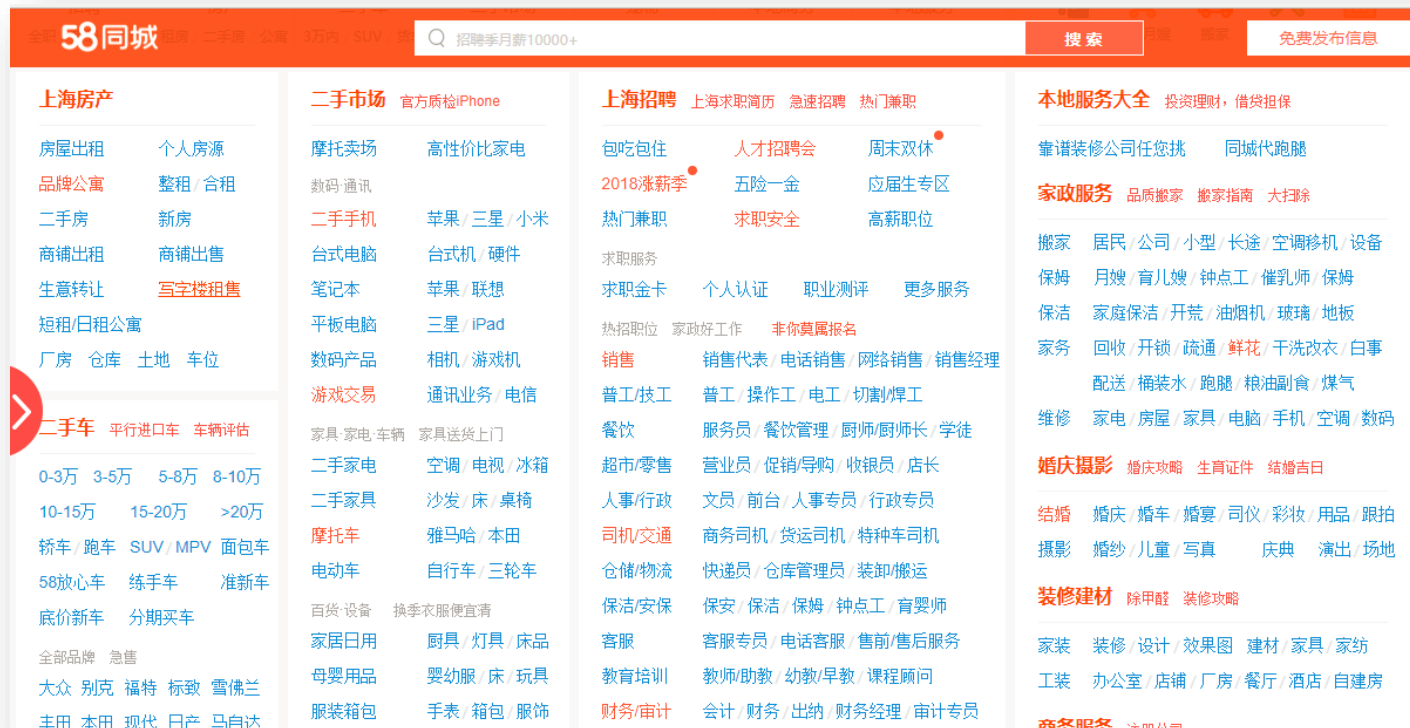 58同城
招聘季月薪10000+
搜索
免费发布信息
上海房产
房屋出租 个人房源
品牌公寓 整租/合租
二手房 新房
商铺出租 商铺出售
生意转让 写字楼租售
短租/日租公寓
厂房 仓库 土地 车位
二手车 平行进口车 车辆评估
0-3万 3-5万 5-8万 8-10万
10-15万 15-20万 >20万
轿车/跑车 SUV/MPV 面包车
58放心车 练手车 准新车
底价新车 分期买车
全部品牌 急售
大众 别克 福特 标致 雪佛兰
丰田 本田 现代 日产 马自达
二手市场 官方质检iPhone
摩托卖场 高性价比家电
数码·通讯
二手手机 苹果/三星/小米
台式电脑 台式机/硬件
笔记本 苹果/联想
平板电脑 三星/iPad
数码产品 相机/游戏机
游戏交易 通讯业务/电信
家具·家电·车辆 家具送货上门
二手家电 空调/电视/冰箱
二手家具 沙发/床/桌椅
摩托车 雅马哈/本田
电动车 自行车/三轮车
百货·设备 换季衣服便宜清
家居日用 厨具/灯具/床品
母婴用品 婴幼服/床/玩具
服装箱包 手表/箱包/服饰
上海招聘 上海求职简历 急速招聘 热门兼职
包吃包住 人才招聘会 周末双休
2018涨薪季 五险一金 应届生专区
热门兼职 求职安全 高薪职位
求职服务
求职金卡 个人认证 职业测评 更多服务
热招职位 家政好工作 非你莫属报名
销售 销售代表/电话销售/网络销售/销售经理
普工/技工 普工/操作工/电工/切割/焊工
餐饮 服务员/餐饮管理/厨师/厨师长/学徒
超市/零售 营业员/促销/导购/收银员/店长
人事/行政 文员/前台/人事专员/行政专员
司机/交通 商务司机/货运司机/特种车司机
仓储/物流 快递员/仓库管理员/装卸/搬运
保洁/安保 保安/保洁/保姆/钟点工/育婴师
客服 客服专员/电话客服/售前/售后服务
教育培训 教师/助教/幼教/早教/课程顾问
财务/审计 会计/财务/出纳/财务经理/审计专员
本地服务大全 投资理财，借贷担保
靠谱装修公司任您挑 同城代跑腿
家政服务 品质搬家 搬家指南 大扫除
搬家 居民/公司/小型/长途/空调移机/设备
保姆 月嫂/育儿嫂/钟点工/催乳师/保姆
保洁 家庭保洁/开荒/油烟机/玻璃/地板
家务 回收/开锁/疏通/鲜花/干洗改衣/白事
配送/桶装水/跑腿/粮油副食/煤气
维修 家电/房屋/家具/电脑/手机/空调/数码
婚庆摄影 婚庆攻略 生育证件 结婚吉日
结婚 婚庆/婚车/婚宴/司仪/彩妆/用品/跟拍
摄影 婚纱/儿童/写真 庆典 演出/场地
装修建材 除甲醛 装修攻略
家装 装修/设计/效果图 建材/家具/家纺
工装 办公室/店铺/厂房/餐厅/酒店/自建房
商务服务 注册公司